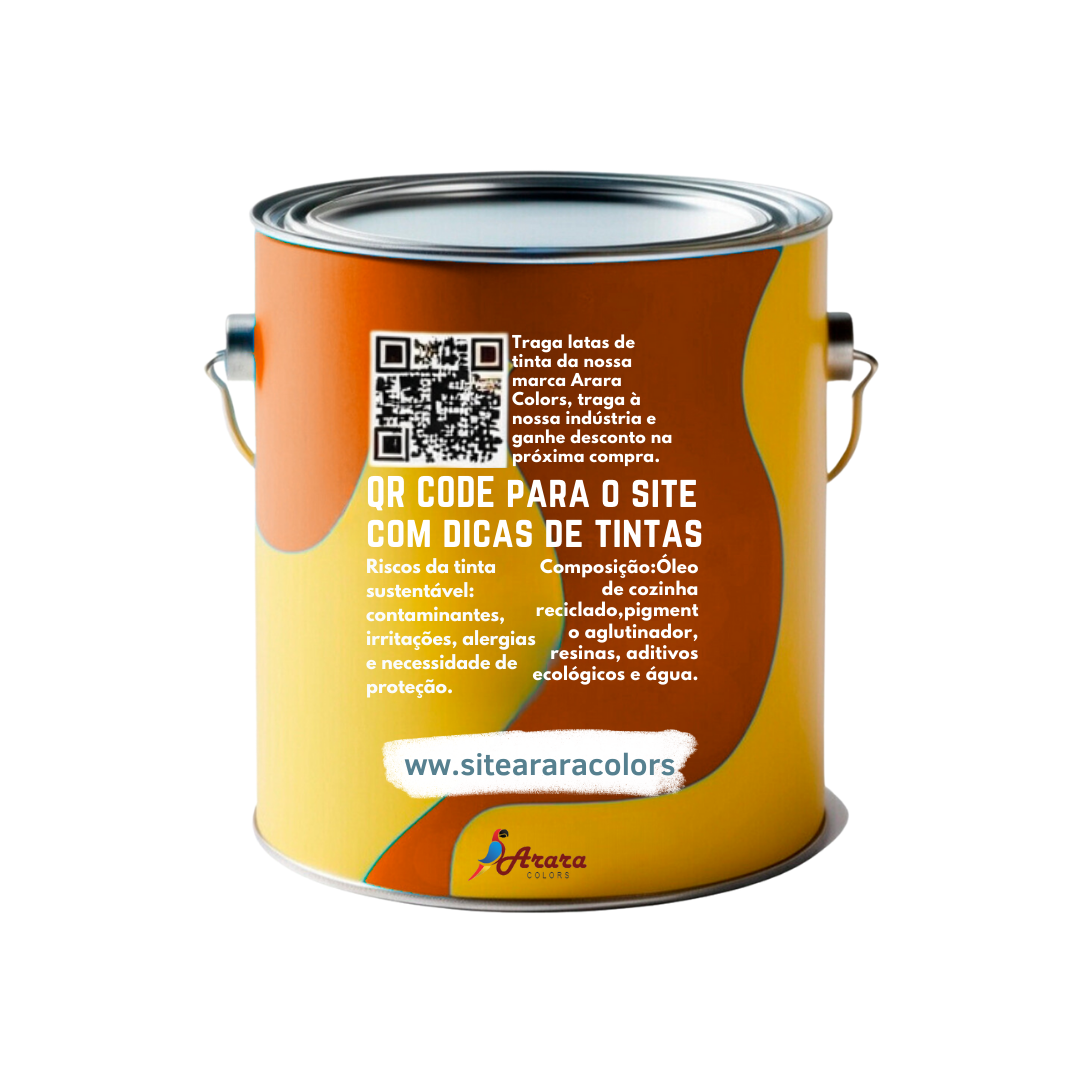 Traga latas de
tinta da nossa
marca Arara
Colors, traga à
nossa indústria e
ganhe desconto na
próxima compra.
QR CODE PARA O SITE
COM DICAS DE TINTAS
Riscos da tinta
sustentável:
contaminantes,
irritações, alergias
e necessidade de
proteção.
Composição:Óleo
de cozinha
reciclado,pigment
o aglutinador,
resinas, aditivos
ecológicos e água.
ww.siteararacolors
Arara
COLORS